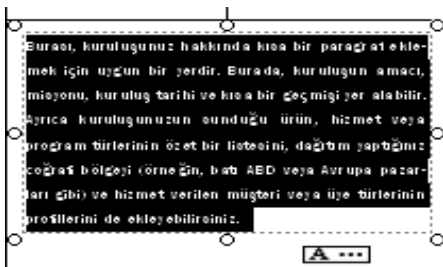 Burası, kuruluşunuz hakkında kısa bir paragraf ekle-
mek için uygun bir yerdir. Burada, kuruluşun amacı,
misyonu, kuruluş tarihi ve kısa bir geçmişi yer alabilir.
Ayrıca kuruluşunuzun sunduğu ürün, hizmet veya
program türlerinin özet bir listesini, dağıtım yaptığınız
coğrafi bölgeyi (örneğin, batı ABD veya Avrupa pazar-
ları gibi) ve hizmet verilen müşteri veya üye türlerinin
profillerini de ekleyebilirsiniz.
A ...